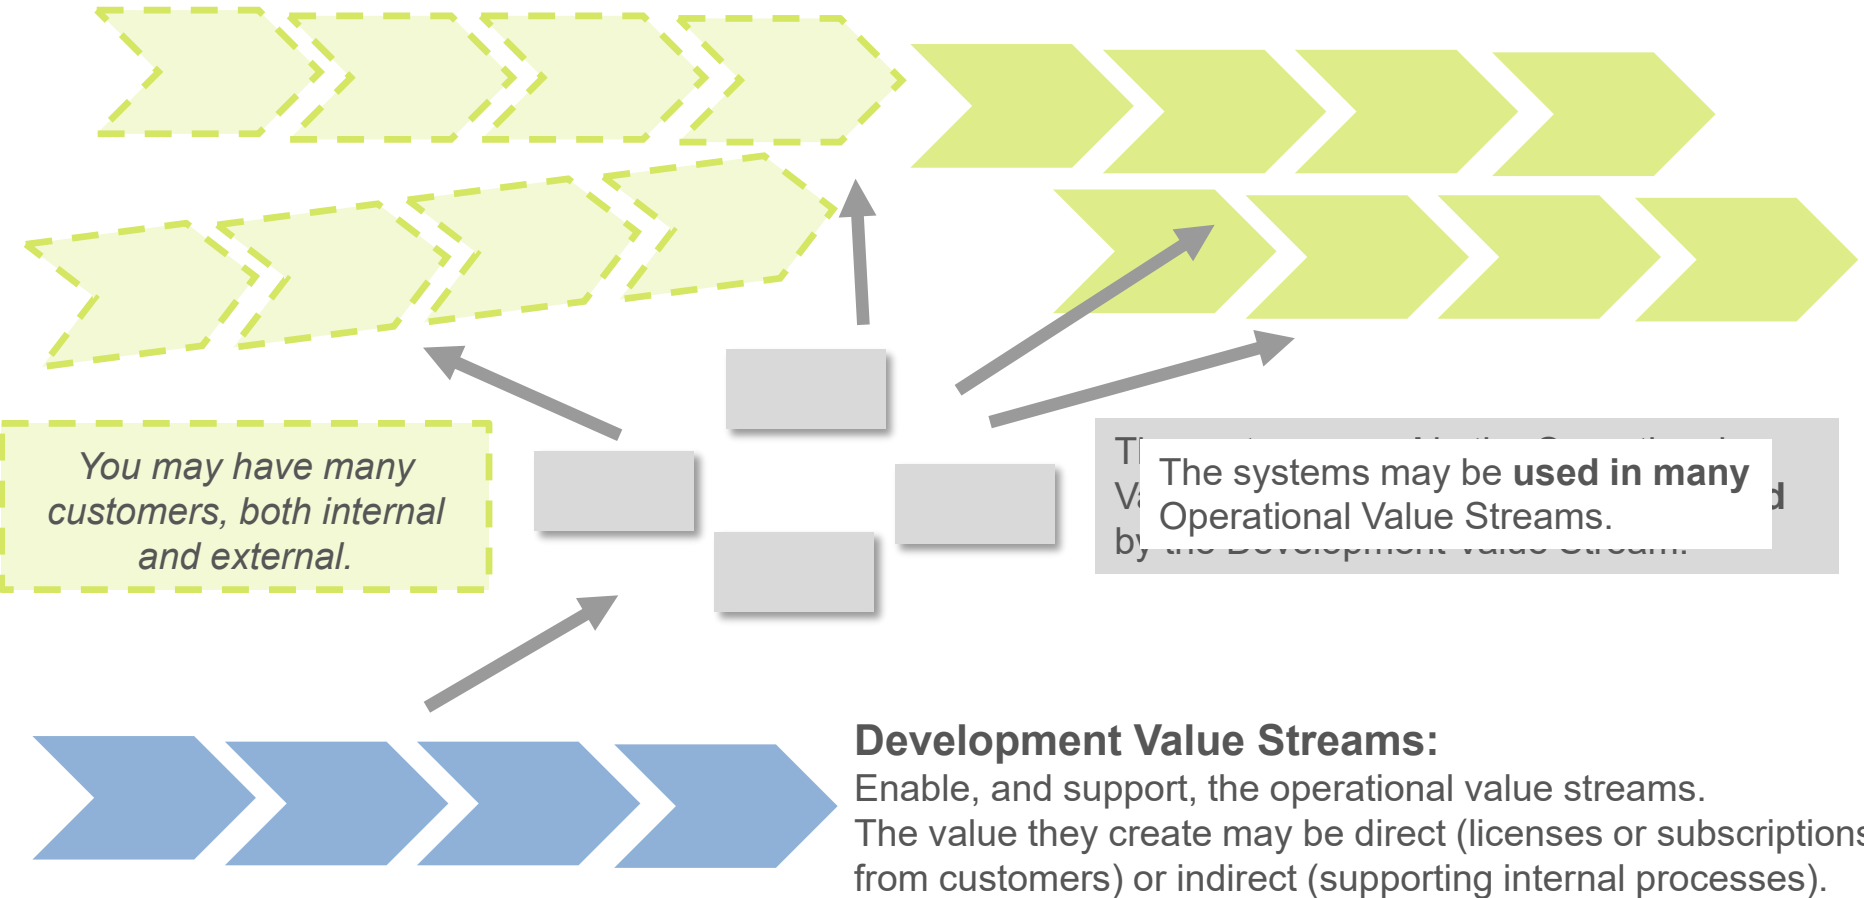 You may have many
customers, both internal
and external.
The systems may be used in many
Operational Value Streams.
Development Value Streams:
Enable, and support, the operational value streams.
The value they create may be direct (licenses or subscriptions
from customers) or indirect (supporting internal processes).